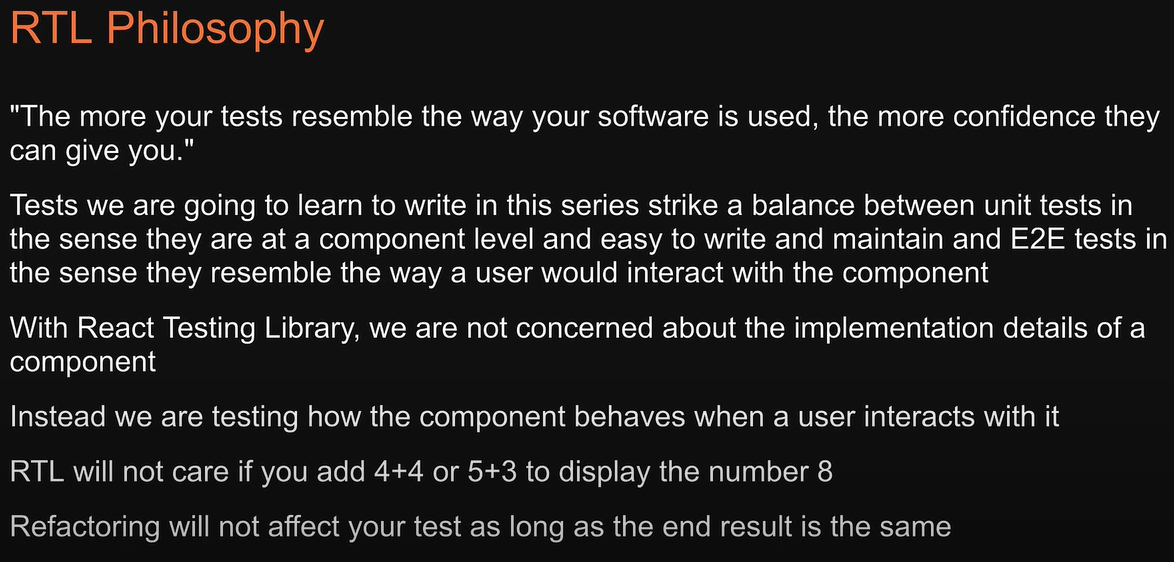 RTL Philosophy
"The more your tests resemble the way your software is used, the more confidence they
can give you."
Tests we are going to learn to write in this series strike a balance between unit tests in
the sense they are at a component level and easy to write and maintain and E2E tests in
the sense they resemble the way a user would interact with the component
With React Testing Library, we are not concerned about the implementation details of a
component
Instead we are testing how the component behaves when a user interacts with it
RTL will not care if you add 4+4 or 5+3 to display the number 8
Refactoring will not affect your test as long as the end result is the same